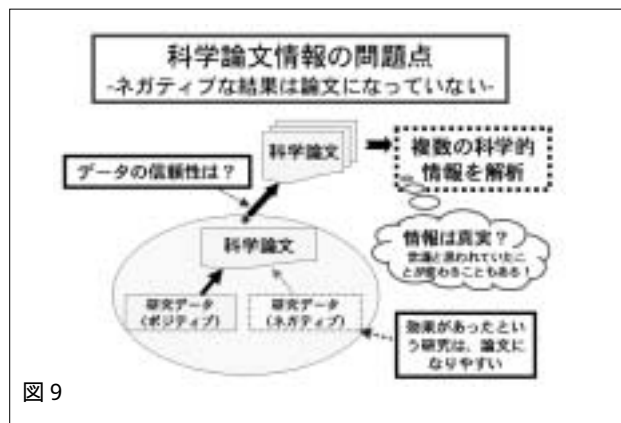 科学論文情報の問題点
-ネガティブな結果は論文になっていない-
科学論文
複数の科学的
情報を解析
データの信頼性は？
情報は真実？
常識と思われていたこ
とが変わることもある！
科学論文
研究データ
（ポジティブ）
研究データ
（ネガティブ）
効果があったとい
う研究は、論文に
なりやすい
図 9